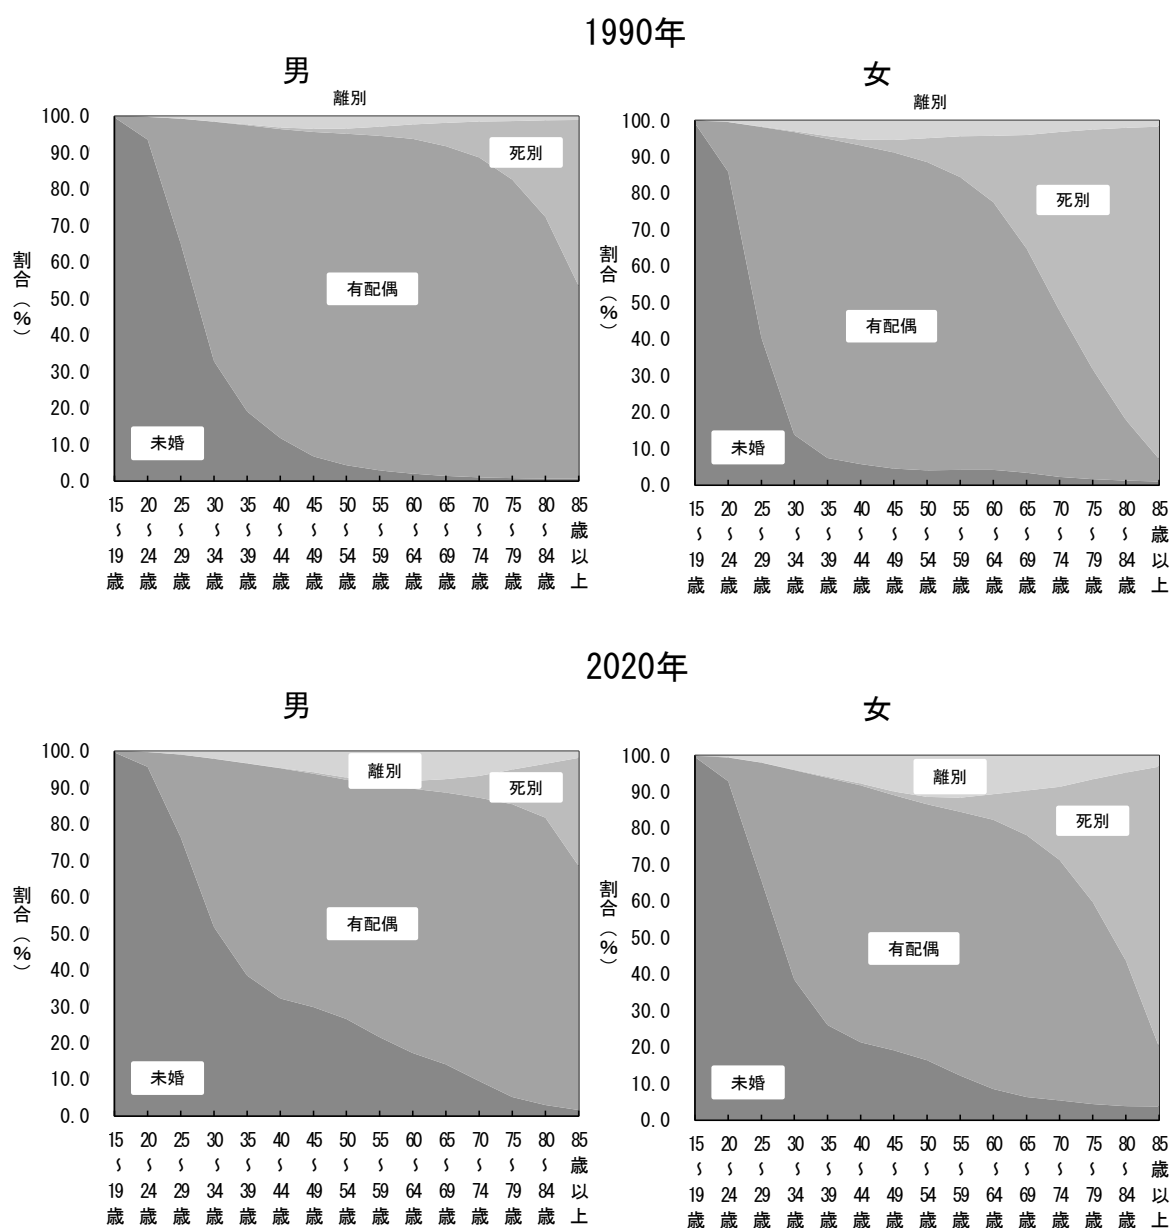 1990年
男
離別
100.0
90.0
80.0
70.0
60.0
50.0
40.0
30.0
20.0
10.0
0.0
割合(%)
死別
有配偶
未婚
15~19歳
20~24歳
25~29歳
30~34歳
35~39歳
40~44歳
45~49歳
50~54歳
55~59歳
60~64歳
65~69歳
70~74歳
75~79歳
80~84歳
85歳以上
女
離別
100.0
90.0
80.0
70.0
60.0
50.0
40.0
30.0
20.0
10.0
0.0
割合(%)
死別
有配偶
未婚
15~19歳
20~24歳
25~29歳
30~34歳
35~39歳
40~44歳
45~49歳
50~54歳
55~59歳
60~64歳
65~69歳
70~74歳
75~79歳
80~84歳
85歳以上
2020年
男
100.0
90.0
80.0
70.0
60.0
50.0
40.0
30.0
20.0
10.0
0.0
割合(%)
離別
死別
有配偶
未婚
15~19歳
20~24歳
25~29歳
30~34歳
35~39歳
40~44歳
45~49歳
50~54歳
55~59歳
60~64歳
65~69歳
70~74歳
75~79歳
80~84歳
85歳以上
女
100.0
90.0
80.0
70.0
60.0
50.0
40.0
30.0
20.0
10.0
0.0
割合(%)
離別
死別
有配偶
未婚
15~19歳
20~24歳
25~29歳
30~34歳
35~39歳
40~44歳
45~49歳
50~54歳
55~59歳
60~64歳
65~69歳
70~74歳
75~79歳
80~84歳
85歳以上